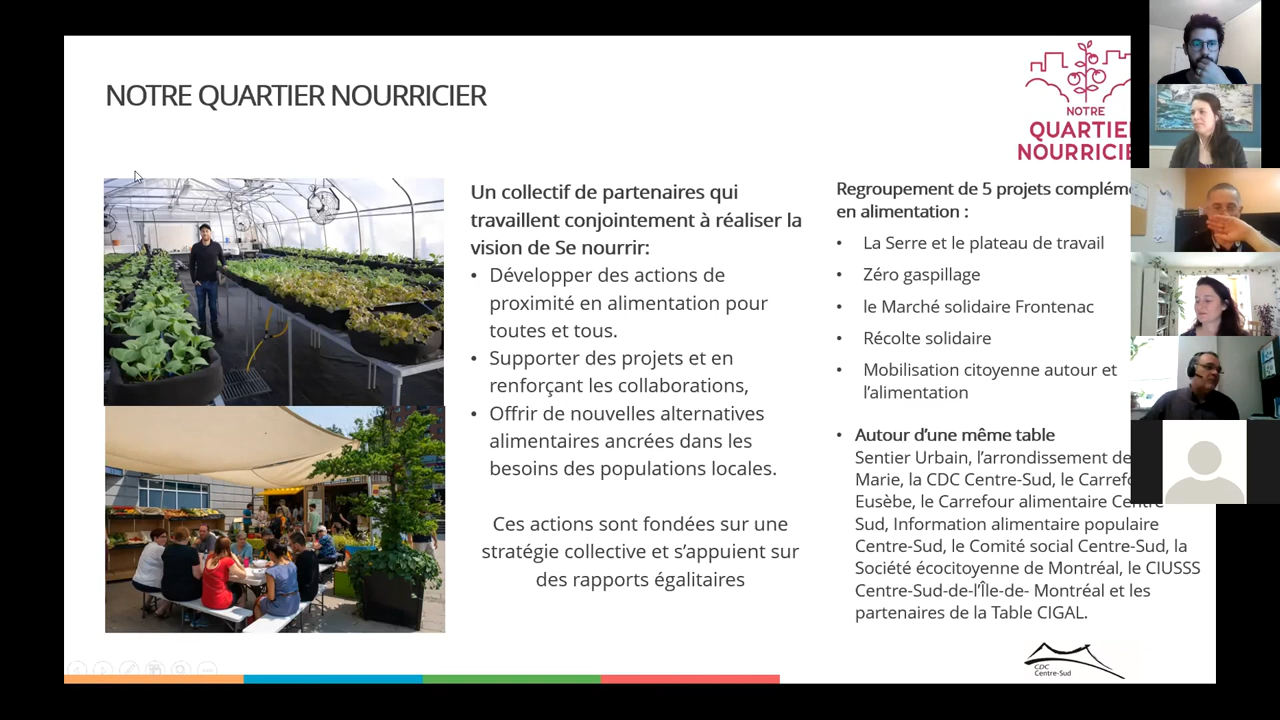 NOTRE QUARTIER NOURRICIER
NOTRE
QUARTIE
NOURRICIE
Un collectif de partenaires qui
travaillent conjointement à réaliser la
vision de Se nourrir:
• Développer des actions de
proximité en alimentation pour
toutes et tous.
• Supporter des projets et en
renforçant les collaborations,
• Offrir de nouvelles alternatives
alimentaires ancrées dans les
besoins des populations locales.
Ces actions sont fondées sur une
stratégie collective et s’appuient sur
des rapports égalitaires
Regroupement de 5 projets complém
en alimentation :
• La Serre et le plateau de travail
• Zéro gaspillage
• le Marché solidaire Frontenac
• Récolte solidaire
• Mobilisation citoyenne autour et
l’alimentation
• Autour d’une même table
Sentier Urbain, l’arrondissement de
Marie, la CDC Centre-Sud, le Carref
Eusèbe, le Carrefour alimentaire Centre
Sud, Information alimentaire populaire
Centre-Sud, le Comité social Centre-Sud, la
Société écocitoyenne de Montréal, le CIUSSS
Centre-Sud-de-l’Île-de- Montréal et les
partenaires de la Table CIGAL.
CDC
Centre-Sud